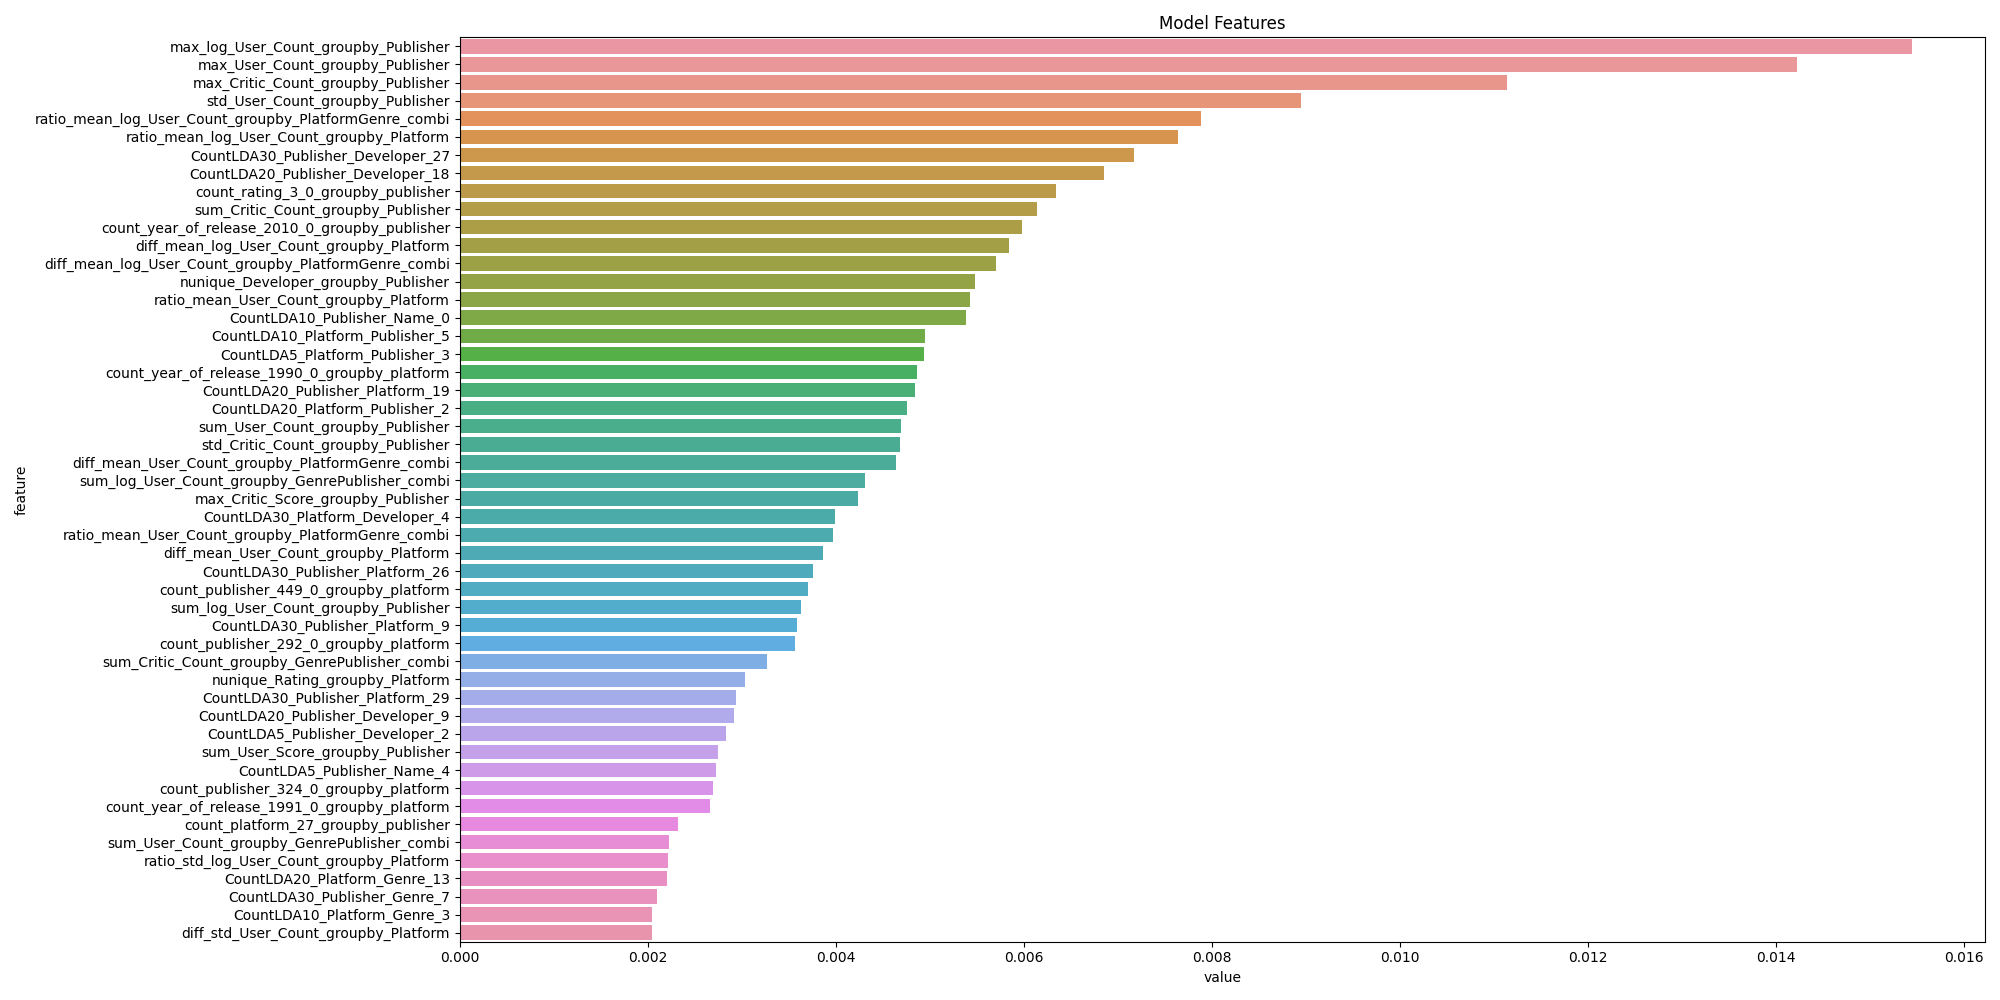 Model Features
max_log_User_Count_groupby_Publisher
max_User_Count_groupby_Publisher
max_Critic_Count_groupby_Publisher
std_User_Count_groupby_Publisher
ratio_mean_log_User_Count_groupby_PlatformGenre_combi
ratio_mean_log_User_Count_groupby_Platform
CountLDA30_Publisher_Developer_27
CountLDA20_Publisher_Developer_18
count_rating_3_0_groupby_publisher
sum_Critic_Count_groupby_Publisher
count_year_of_release_2010_0_groupby_publisher
diff_mean_log_User_Count_groupby_Platform
diff_mean_log_User_Count_groupby_PlatformGenre_combi
nunique_Developer_groupby_Publisher
ratio_mean_User_Count_groupby_Platform
CountLDA10_Publisher_Name_0
CountLDA10_Platform_Publisher_5
CountLDA5_Platform_Publisher_3
count_year_of_release_1990_0_groupby_platform
CountLDA20_Publisher_Platform_19
CountLDA20_Platform_Publisher_2
sum_User_Count_groupby_Publisher
std_Critic_Count_groupby_Publisher
diff_mean_User_Count_groupby_PlatformGenre_combi
sum_log_User_Count_groupby_GenrePublisher_combi
max_Critic_Score_groupby_Publisher
CountLDA30_Platform_Developer_4
ratio_mean_User_Count_groupby_PlatformGenre_combi
diff_mean_User_Count_groupby_Platform
CountLDA30_Publisher_Platform_26
count_publisher_449_0_groupby_platform
sum_log_User_Count_groupby_Publisher
CountLDA30_Publisher_Platform_9
count_publisher_292_0_groupby_platform
sum_Critic_Count_groupby_GenrePublisher_combi
nunique_Rating_groupby_Platform
CountLDA30_Publisher_Platform_29
CountLDA20_Publisher_Developer_9
CountLDA5_Publisher_Developer_2
sum_User_Score_groupby_Publisher
CountLDA5_Publisher_Name_4
count_publisher_324_0_groupby_platform
count_year_of_release_1991_0_groupby_platform
count_platform_27_groupby_publisher
sum_User_Count_groupby_GenrePublisher_combi
ratio_std_log_User_Count_groupby_Platform
CountLDA20_Platform_Genre_13
CountLDA30_Publisher_Genre_7
CountLDA10_Platform_Genre_3
diff_std_User_Count_groupby_Platform
feature
0.000 0.002 0.004 0.006 0.008 0.010 0.012 0.014 0.016
value